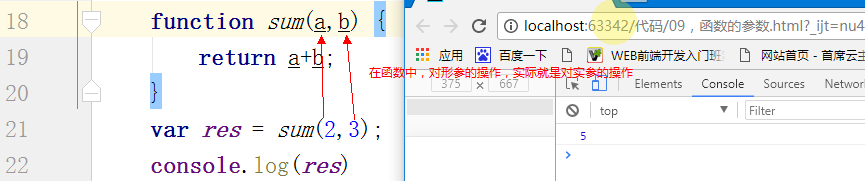 18 function sum(a,b) {
19 return a+b;
20 }
21 var res = sum(2,3);
22 console.log(res)
localhost:63342/代码/09，函数的参数.html?_ijt=nu4
应用 百度一下 WEB前端开发入门班 网站首页 - 首席云主
在函数中，对形参的操作，实际就是对实参的操作
375 × 667
Elements Console Sources
top Filter
5